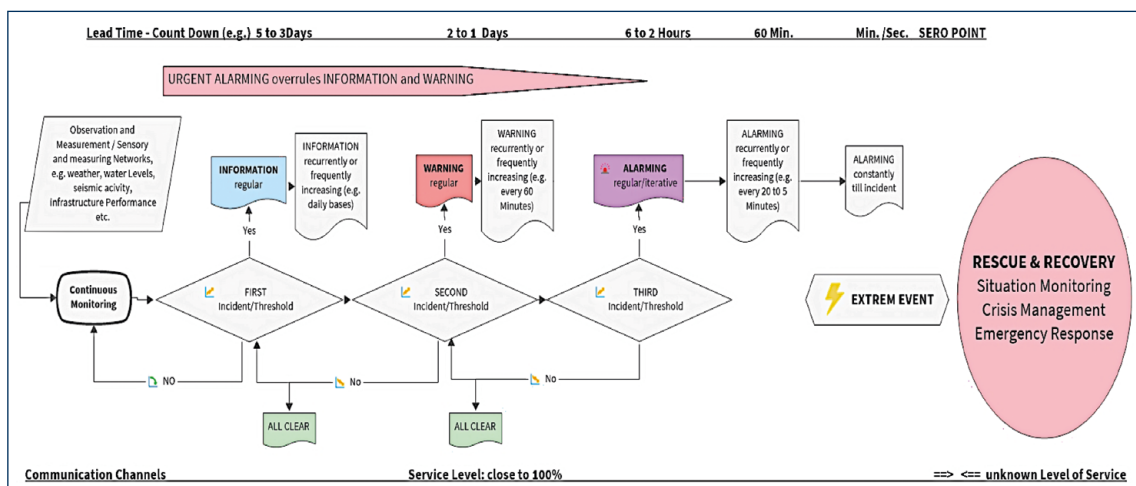 Lead Time - Count Down (e.g.) 5 to 3Days 2 to 1 Days 6 to 2 Hours 60 Min. Min./Sec. SERO POINT
URGENT ALARMING overrules INFORMATION and WARNING
Observation and
Measurement / Sensory
and measuring Networks,
e.g. weather, water Levels,
seismic acivity,
infrastructure Performance
etc.
INFORMATION
regular
INFORMATION
recurrently or
frequently
increasing (e.g.
daily bases)
WARNING
regular
WARNING
recurrently or
frequently
increasing (e.g.
every 60
Minutes)
ALARMING
regular/iterative
ALARMING
recurrently or
frequently
increasing (e.g.
every 20 to 5
Minutes)
ALARMING
constantly
till incident
Yes
Yes
Yes
Continuous
Monitoring
FIRST
Incident/Threshold
SECOND
Incident/Threshold
THIRD
Incident/Threshold
EXTREM EVENT
RESCUE & RECOVERY
Situation Monitoring
Crisis Management
Emergency Response
NO
No
No
ALL CLEAR
ALL CLEAR
Communication Channels Service Level: close to 100% ==> <== unknown Level of Service